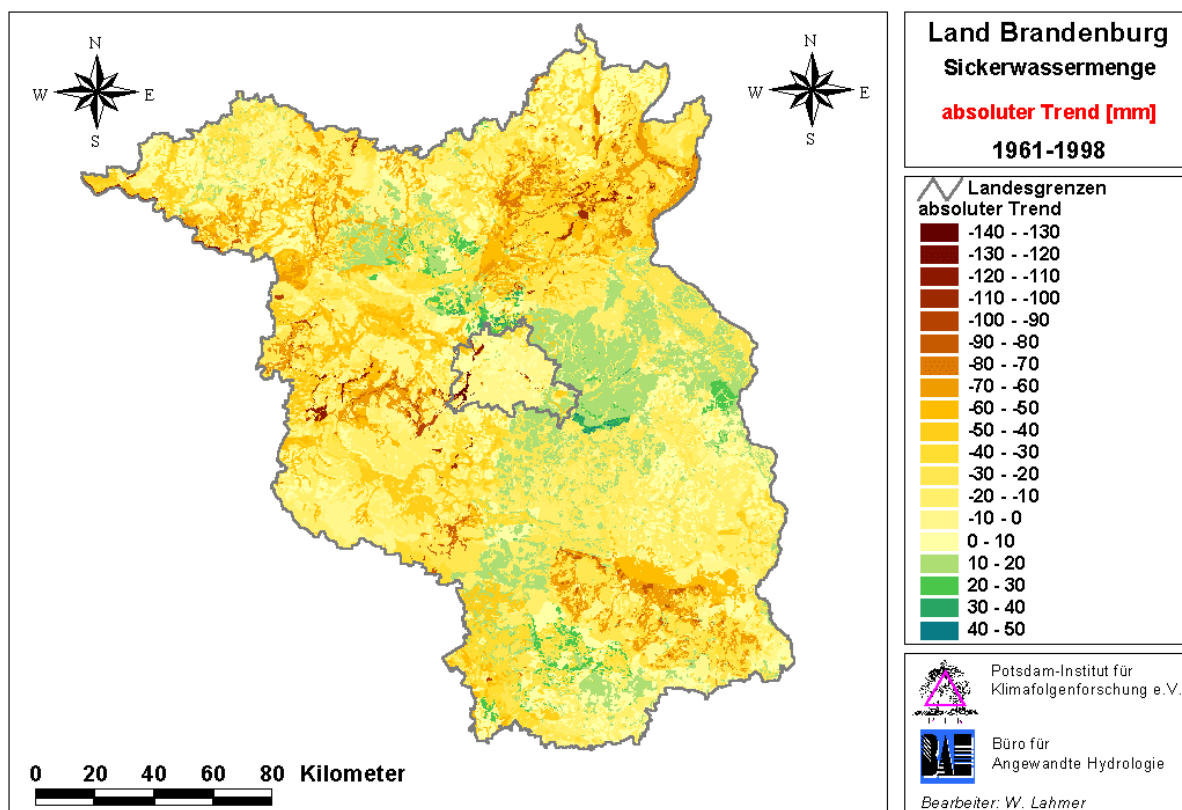 N
W E
S
N
W E
S
0 20 40 60 80 Kilometer
Land Brandenburg
Sickerwassermenge
absoluter Trend [mm]
1961-1998
Landesgrenzen
absoluter Trend
-140 - -130
-130 - -120
-120 - -110
-110 - -100
-100 - -90
-90 - -80
-80 - -70
-70 - -60
-60 - -50
-50 - -40
-40 - -30
-30 - -20
-20 - -10
-10 - 0
0 - 10
10 - 20
20 - 30
30 - 40
40 - 50
P I K
Potsdam-Institut für
Klimafolgenforschung e.V.
BAH
Büro für
Angewandte Hydrologie
Bearbeiter: W. Lahmer